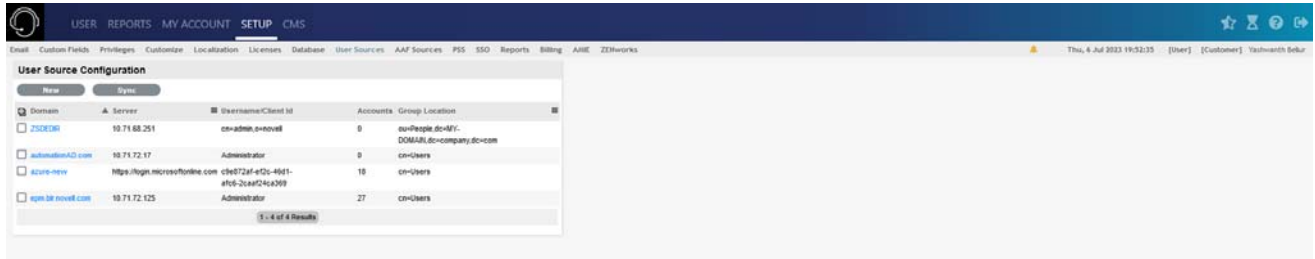 USER REPORTS MY ACCOUNT SETUP CMS
Email Custom Fields Privileges Customize Localization Licenses Database User Sources AAF Sources PSS SSO Reports Billing ANIE ZENworks Thu, 6 Jul 2023 19:52:35 [User] [Customer] Yashwanth Bellur
User Source Configuration
New Sync
Domain Server Username/Client Id Accounts Group Location
ZSDEDIR 10.71.68.251 cn=admin,o=novell 0 ou=People,dc=MY-
DOMAIN,dc=company,dc=com
automationAD.com 10.71.72.17 Administrator 0 cn=Users
azure-new https://login.microsoftonline.com c9e872af-ef2c-46d1- 18 cn=Users
afc6-2caaf24ca369
epm.blr.novell.com 10.71.72.125 Administrator 27 cn=Users
1 - 4 of 4 Results